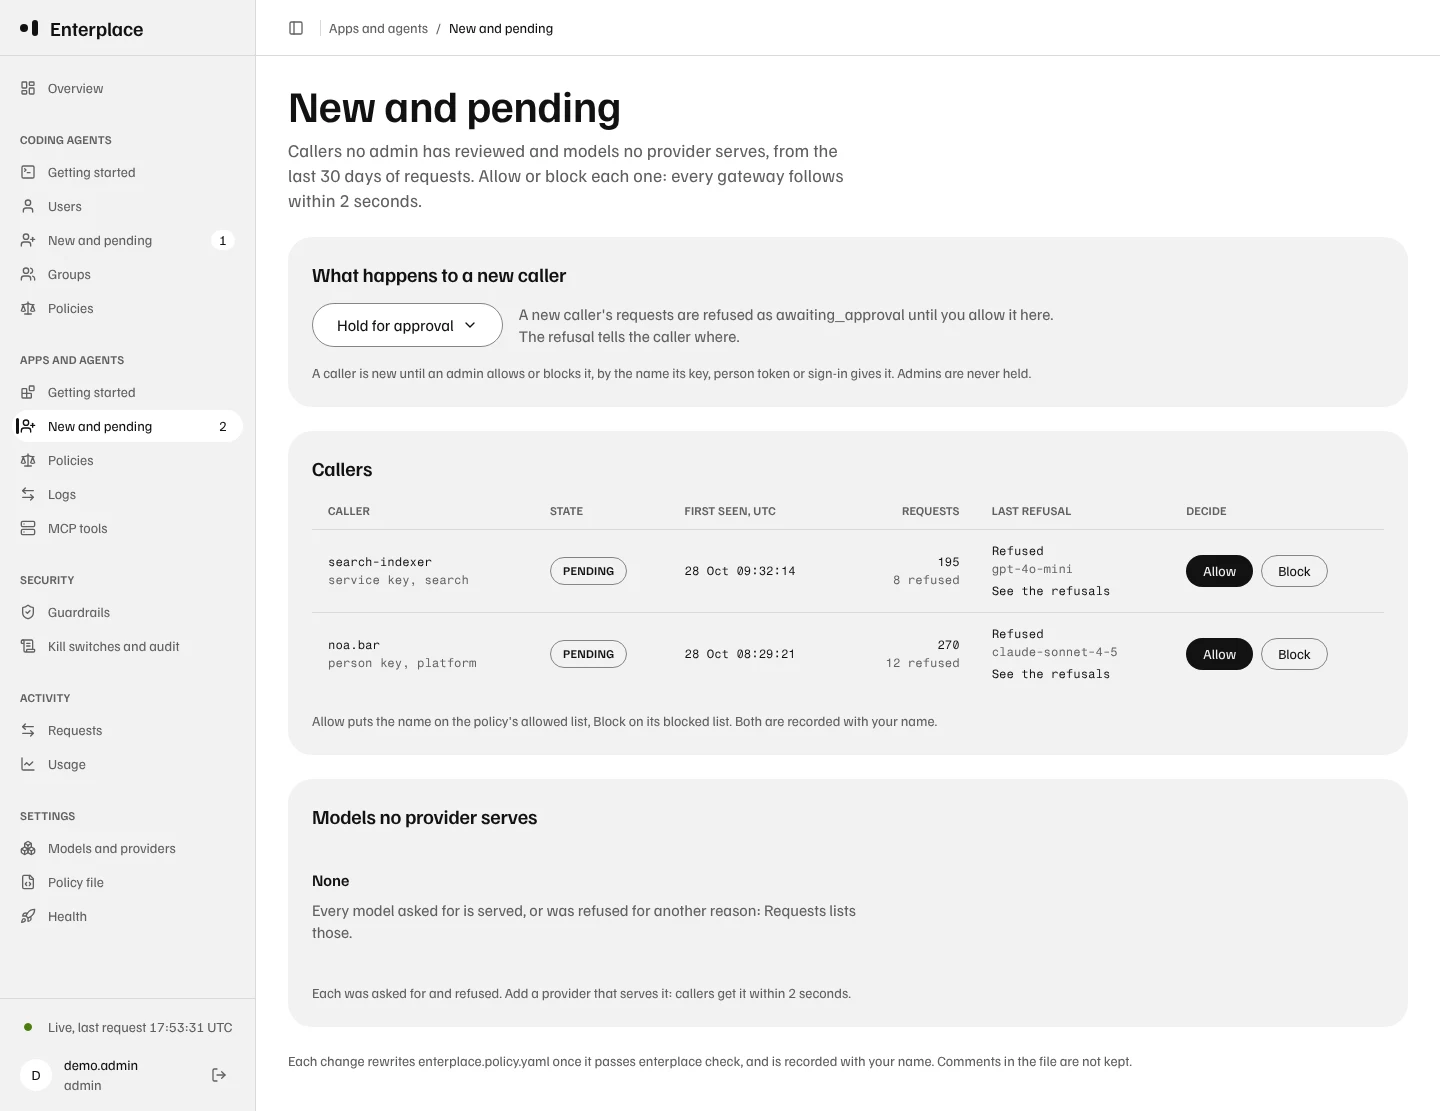 Enterplace
Overview
CODING AGENTS
Getting started
Users
New and pending 1
Groups
Policies
APPS AND AGENTS
Getting started
New and pending 2
Policies
Logs
MCP tools
SECURITY
Guardrails
Kill switches and audit
ACTIVITY
Requests
Usage
SETTINGS
Models and providers
Policy file
Health
Live, last request 17:53:31 UTC
D
demo.admin
admin
Apps and agents / New and pending
New and pending
Callers no admin has reviewed and models no provider serves, from the
last 30 days of requests. Allow or block each one: every gateway follows
within 2 seconds.
What happens to a new caller
Hold for approval
A new caller's requests are refused as awaiting_approval until you allow it here.
The refusal tells the caller where.
A caller is new until an admin allows or blocks it, by the name its key, person token or sign-in gives it. Admins are never held.
Callers
CALLER STATE FIRST SEEN, UTC REQUESTS LAST REFUSAL DECIDE
search-indexer
service key, search
PENDING
28 Oct 09:32:14
195
8 refused
Refused
gpt-4o-mini
See the refusals
Allow Block
noa.bar
person key, platform
PENDING
28 Oct 08:29:21
270
12 refused
Refused
claude-sonnet-4-5
See the refusals
Allow Block
Allow puts the name on the policy's allowed list, Block on its blocked list. Both are recorded with your name.
Models no provider serves
None
Every model asked for is served, or was refused for another reason: Requests lists
those.
Each was asked for and refused. Add a provider that serves it: callers get it within 2 seconds.
Each change rewrites enterplace.policy.yaml once it passes enterplace check, and is recorded with your name. Comments in the file are not kept.